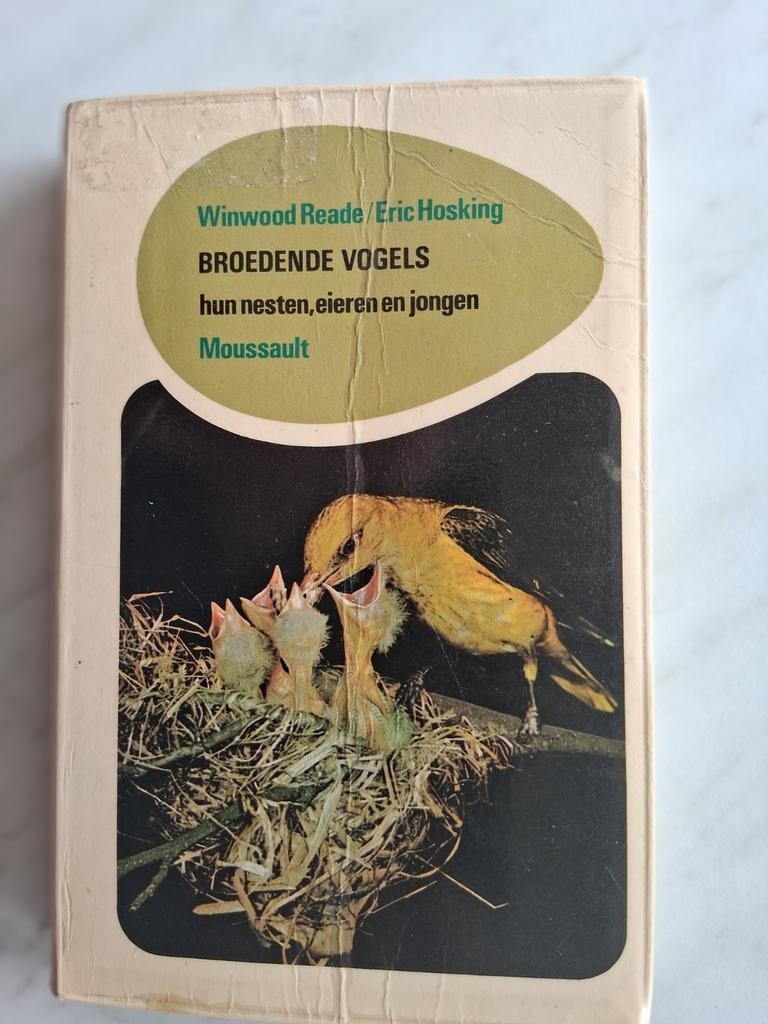 Winwood Reade/Eric Hosking
BROEDENDE VOGELS
hun nesten, eieren en jongen
Moussault